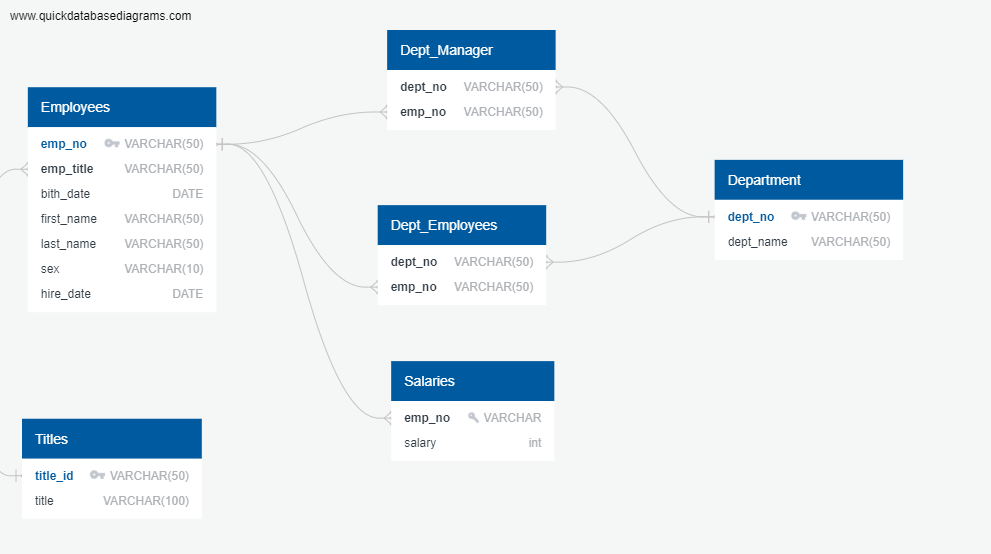 www.quickdatabasediagrams.com
Employees
emp_no VARCHAR(50)
emp_title VARCHAR(50)
bith_date DATE
first_name VARCHAR(50)
last_name VARCHAR(50)
sex VARCHAR(10)
hire_date DATE
Titles
title_id VARCHAR(50)
title VARCHAR(100)
Dept_Manager
dept_no VARCHAR(50)
emp_no VARCHAR(50)
Dept_Employees
dept_no VARCHAR(50)
emp_no VARCHAR(50)
Salaries
emp_no VARCHAR
salary int
Department
dept_no VARCHAR(50)
dept_name VARCHAR(50)